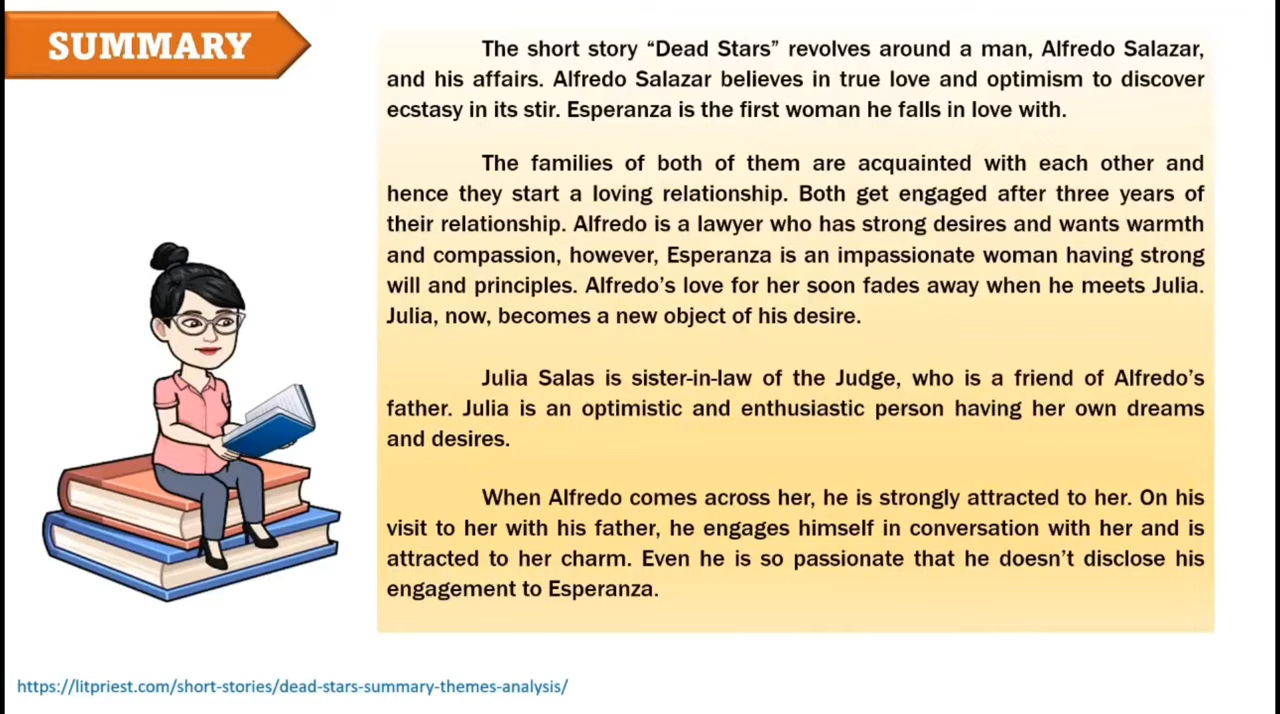 SUMMARY
The short story “Dead Stars” revolves around a man, Alfredo Salazar,
and his affairs. Alfredo Salazar believes in true love and optimism to discover
ecstasy in its stir. Esperanza is the first woman he falls in love with.
The families of both of them are acquainted with each other and
hence they start a loving relationship. Both get engaged after three years of
their relationship. Alfredo is a lawyer who has strong desires and wants warmth
and compassion, however, Esperanza is an impassionate woman having strong
will and principles. Alfredo’s love for her soon fades away when he meets Julia.
Julia, now, becomes a new object of his desire.
Julia Salas is sister-in-law of the Judge, who is a friend of Alfredo’s
father. Julia is an optimistic and enthusiastic person having her own dreams
and desires.
When Alfredo comes across her, he is strongly attracted to her. On his
visit to her with his father, he engages himself in conversation with her and is
attracted to her charm. Even he is so passionate that he doesn’t disclose his
engagement to Esperanza.
https://litpriest.com/short-stories/dead-stars-summary-themes-analysis/